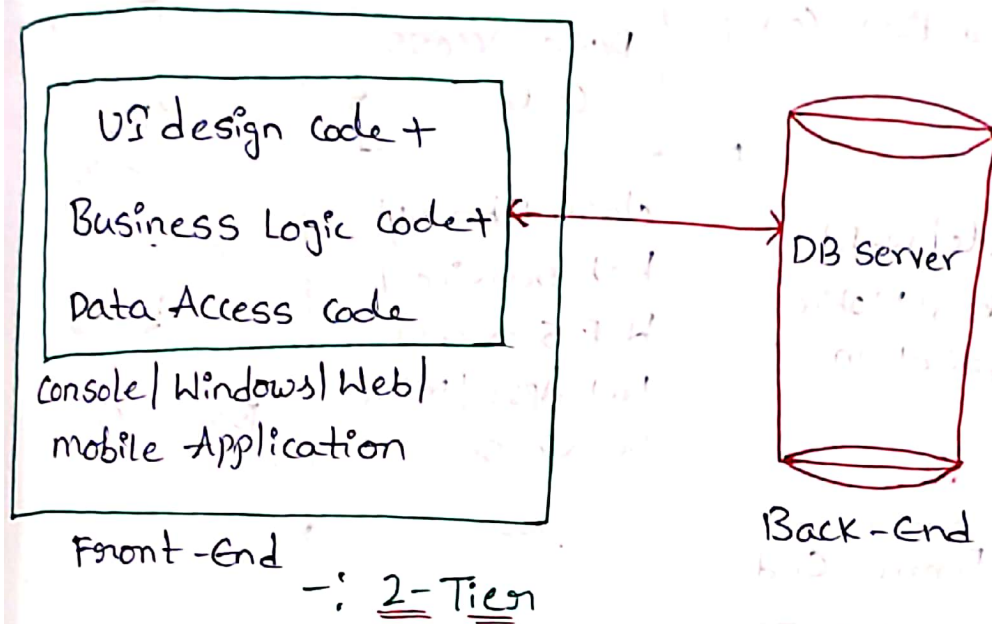 UI design code +
Business Logic code +
Data Access code
Console | Windows | Web |
mobile Application
Front-End
DB Server
Back-End
-: 2-Tier